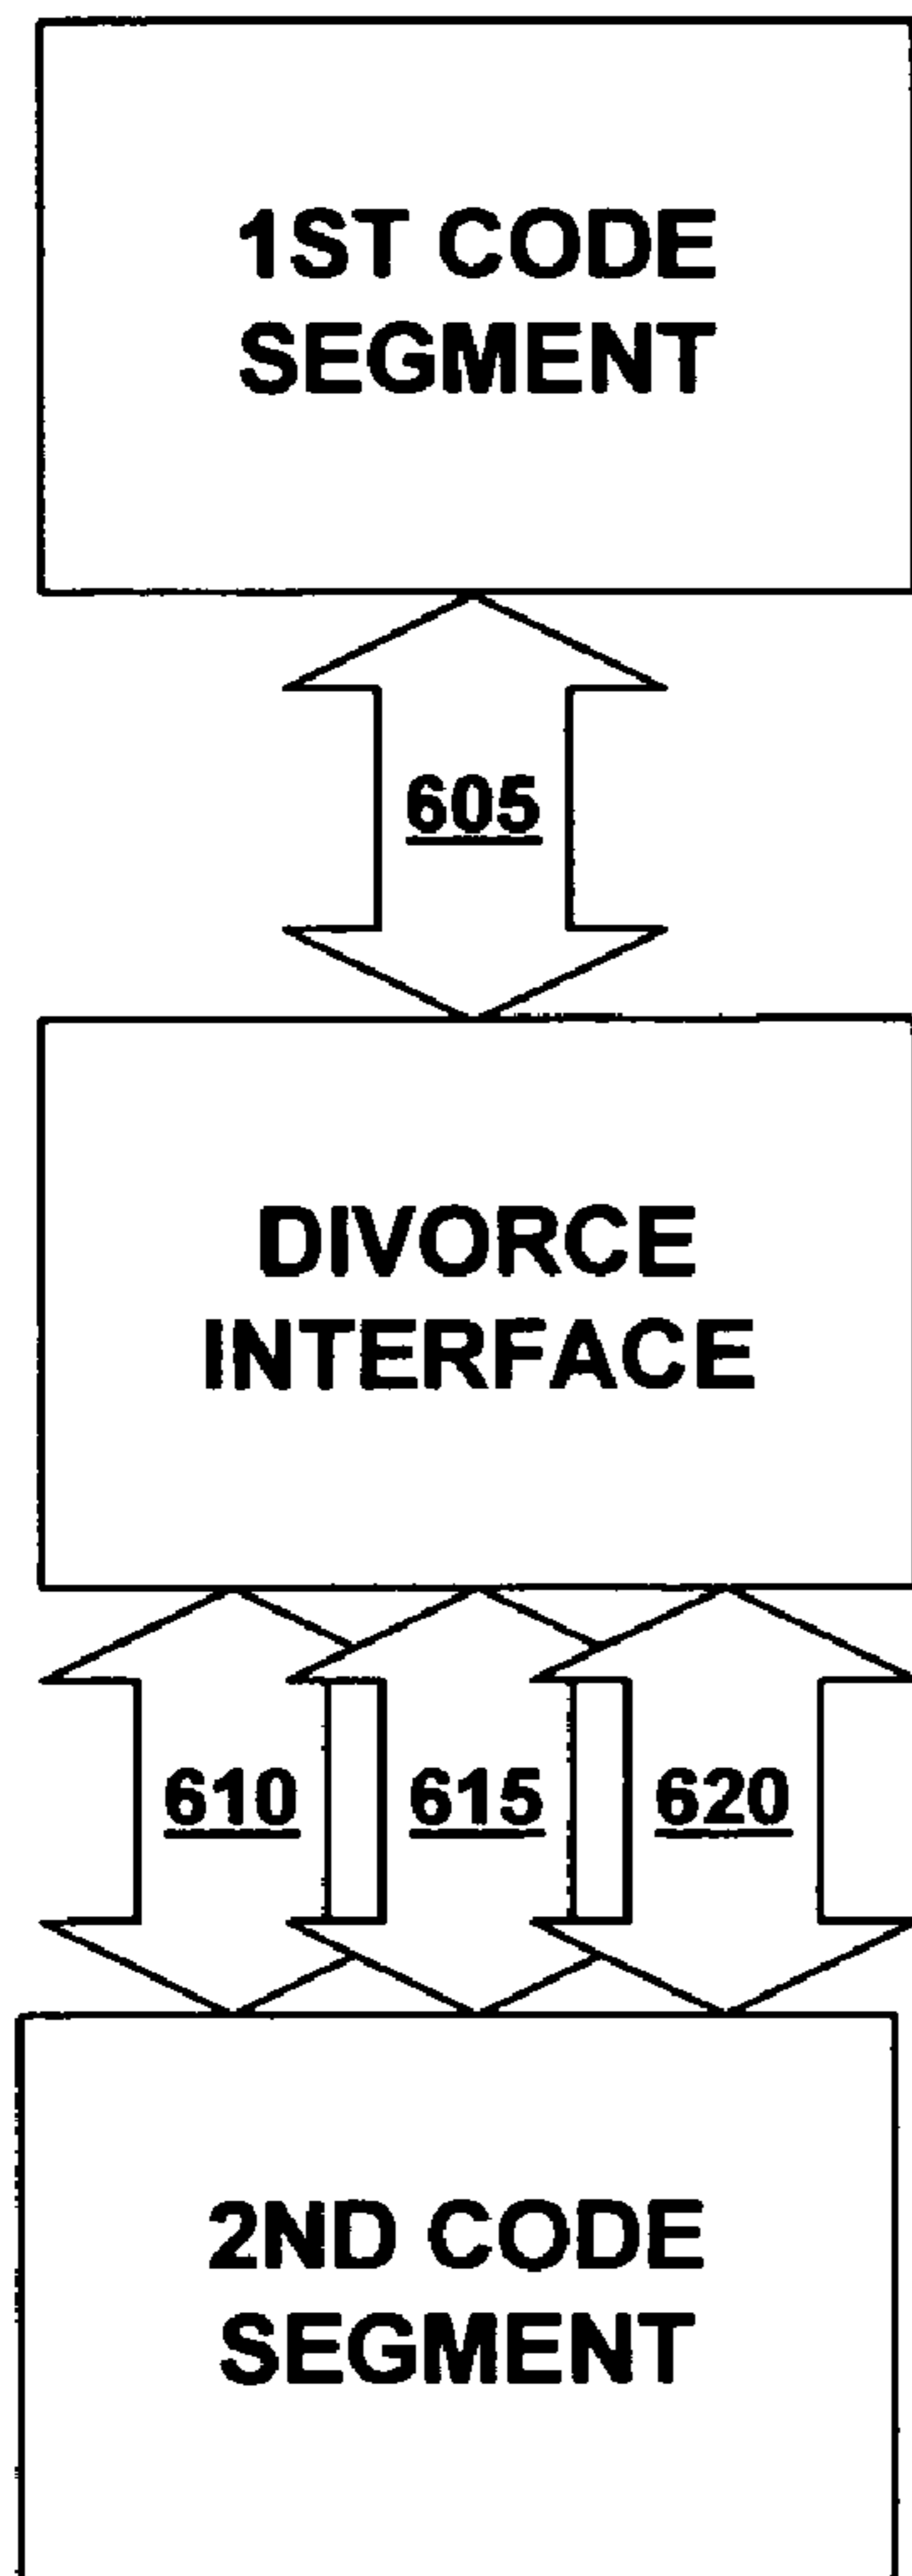 1ST CODE
SEGMENT
605
DIVORCE
INTERFACE
610 615 620
2ND CODE
SEGMENT